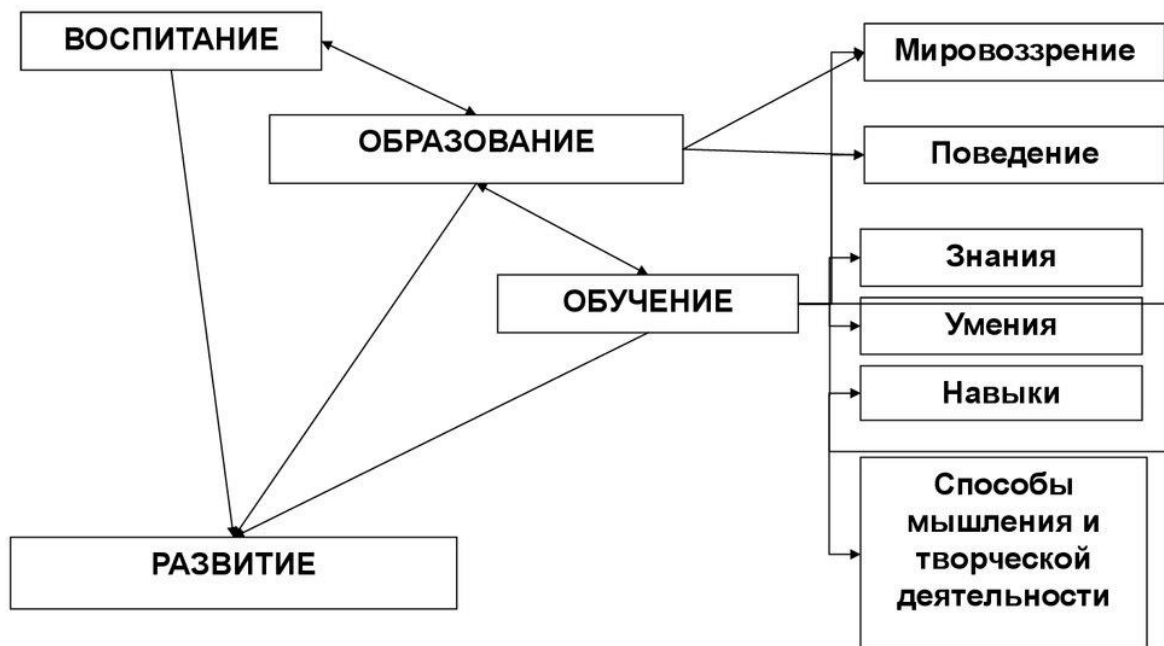 ВОСПИТАНИЕ
ОБРАЗОВАНИЕ
ОБУЧЕНИЕ
РАЗВИТИЕ
Мировоззрение
Поведение
Знания
Умения
Навыки
Способы
мышления и
творческой
деятельности